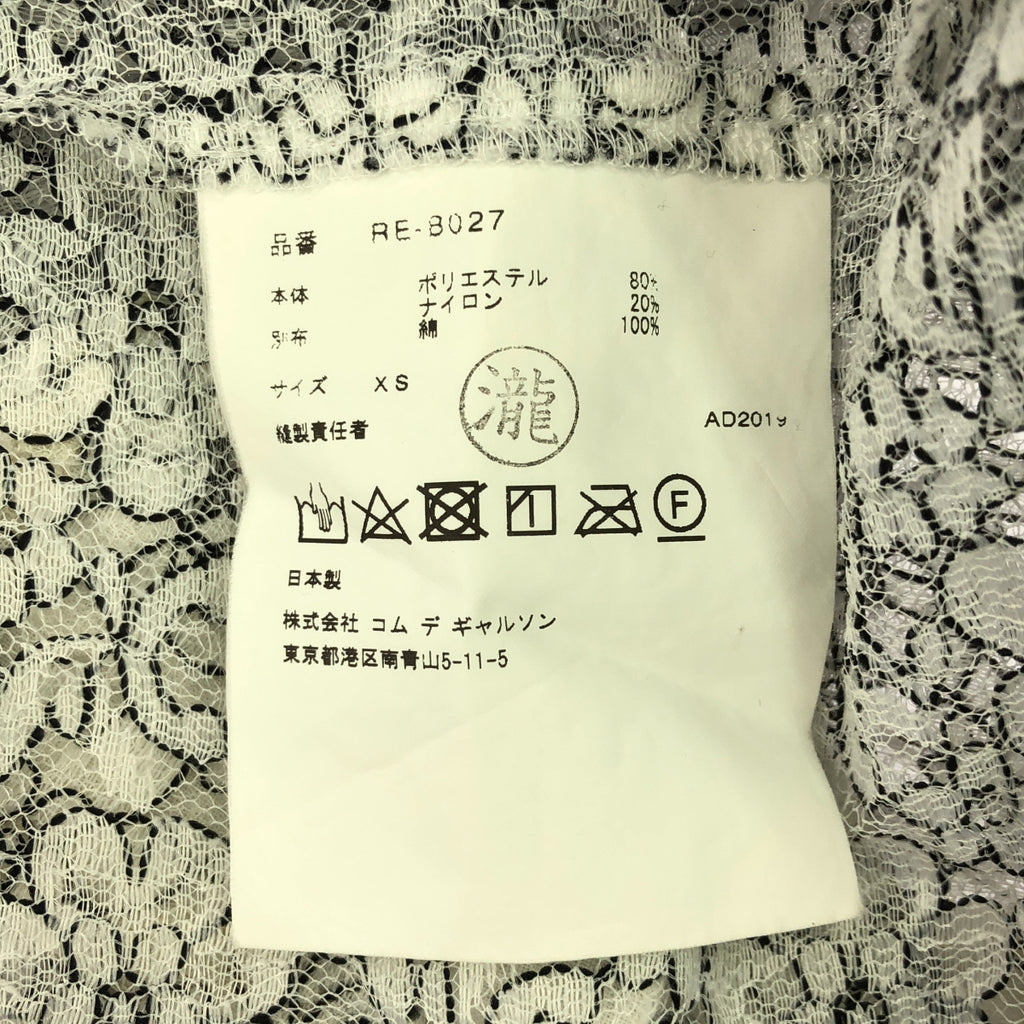 品番 RE-8027
本体 ポリエステル 80%
ナイロン 20%
別布 綿 100%
サイズ XS
縫製責任者 瀧 AD2019
F
日本製
株式会社 コム デ ギャルソン
東京都港区南青山5-11-5